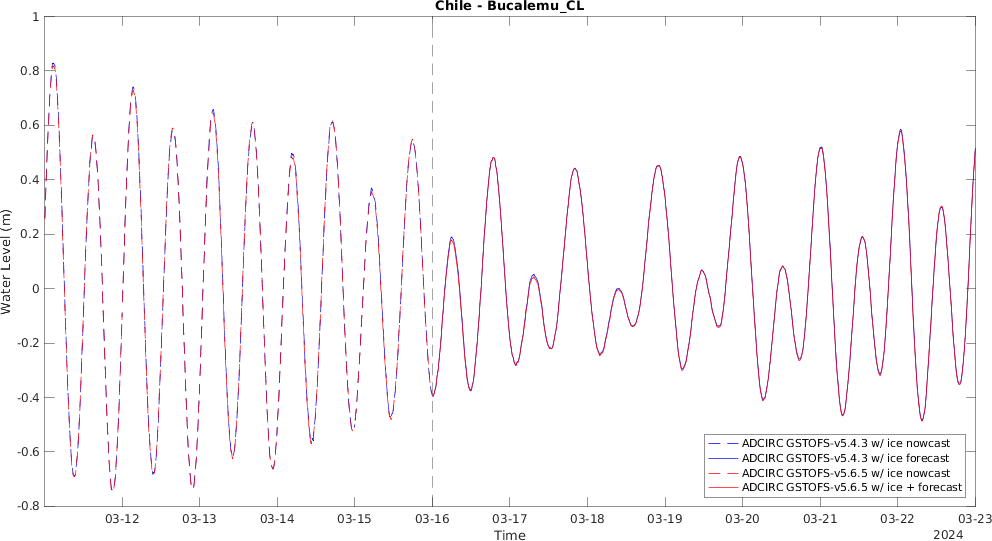 Chile - Bucalemu_CL
1
0.8
0.6
0.4
0.2
0
-0.2
-0.4
-0.6
-0.8
Water Level (m)
ADCIRC GSTOFS-v5.4.3 w/ ice nowcast
ADCIRC GSTOFS-v5.4.3 w/ ice forecast
ADCIRC GSTOFS-v5.6.5 w/ ice nowcast
ADCIRC GSTOFS-v5.6.5 w/ ice + forecast
03-12 03-13 03-14 03-15 03-16 03-17 03-18 03-19 03-20 03-21 03-22 03-23
Time
2024